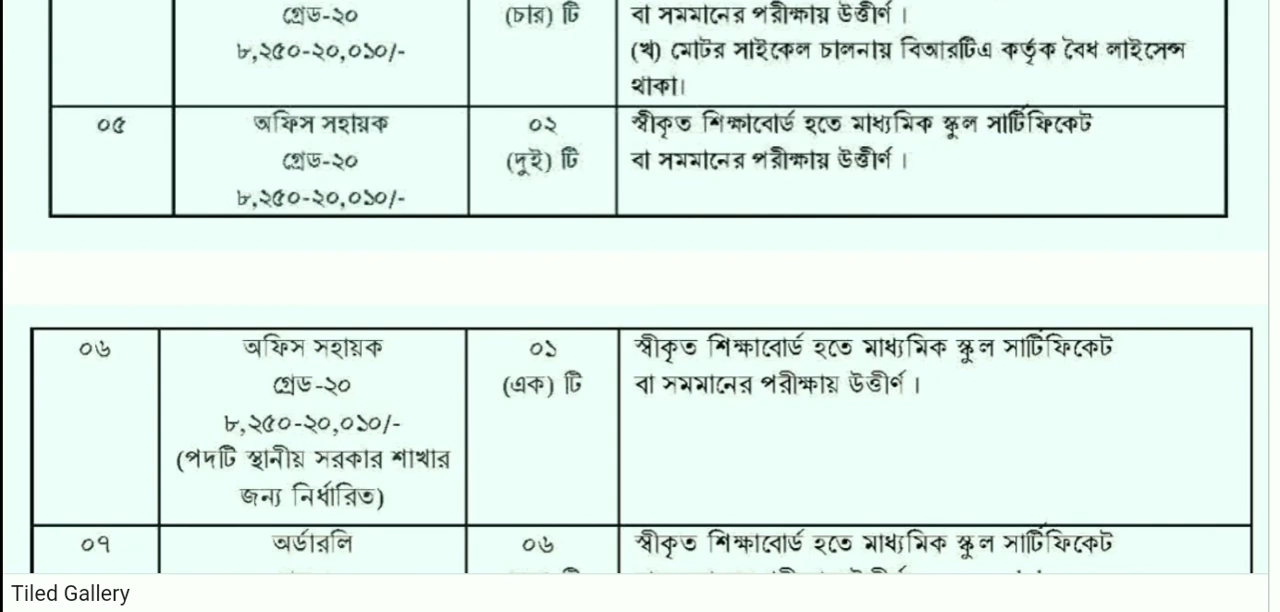 গ্রেড-২০ (চার) টি বা সমমানের পরীক্ষায় উত্তীর্ণ।
৮,২৫০-২০,০১০/- (খ) মোটর সাইকেল চালনায় বিআরটিএ কর্তৃক বৈধ লাইসেন্স
থাকা।
০৫ অফিস সহায়ক ০২ স্বীকৃত শিক্ষাবোর্ড হতে মাধ্যমিক স্কুল সার্টিফিকেট
গ্রেড-২০ (দুই) টি বা সমমানের পরীক্ষায় উত্তীর্ণ।
৮,২৫০-২০,০১০/-
০৬ অফিস সহায়ক ০১ স্বীকৃত শিক্ষাবোর্ড হতে মাধ্যমিক স্কুল সার্টিফিকেট
গ্রেড-২০ (এক) টি বা সমমানের পরীক্ষায় উত্তীর্ণ।
৮,২৫০-২০,০১০/-
(পদটি স্থানীয় সরকার শাখার
জন্য নির্ধারিত)
০৭ অর্ডারলি ০৬ স্বীকৃত শিক্ষাবোর্ড হতে মাধ্যমিক স্কুল সার্টিফিকেট
Tiled Gallery